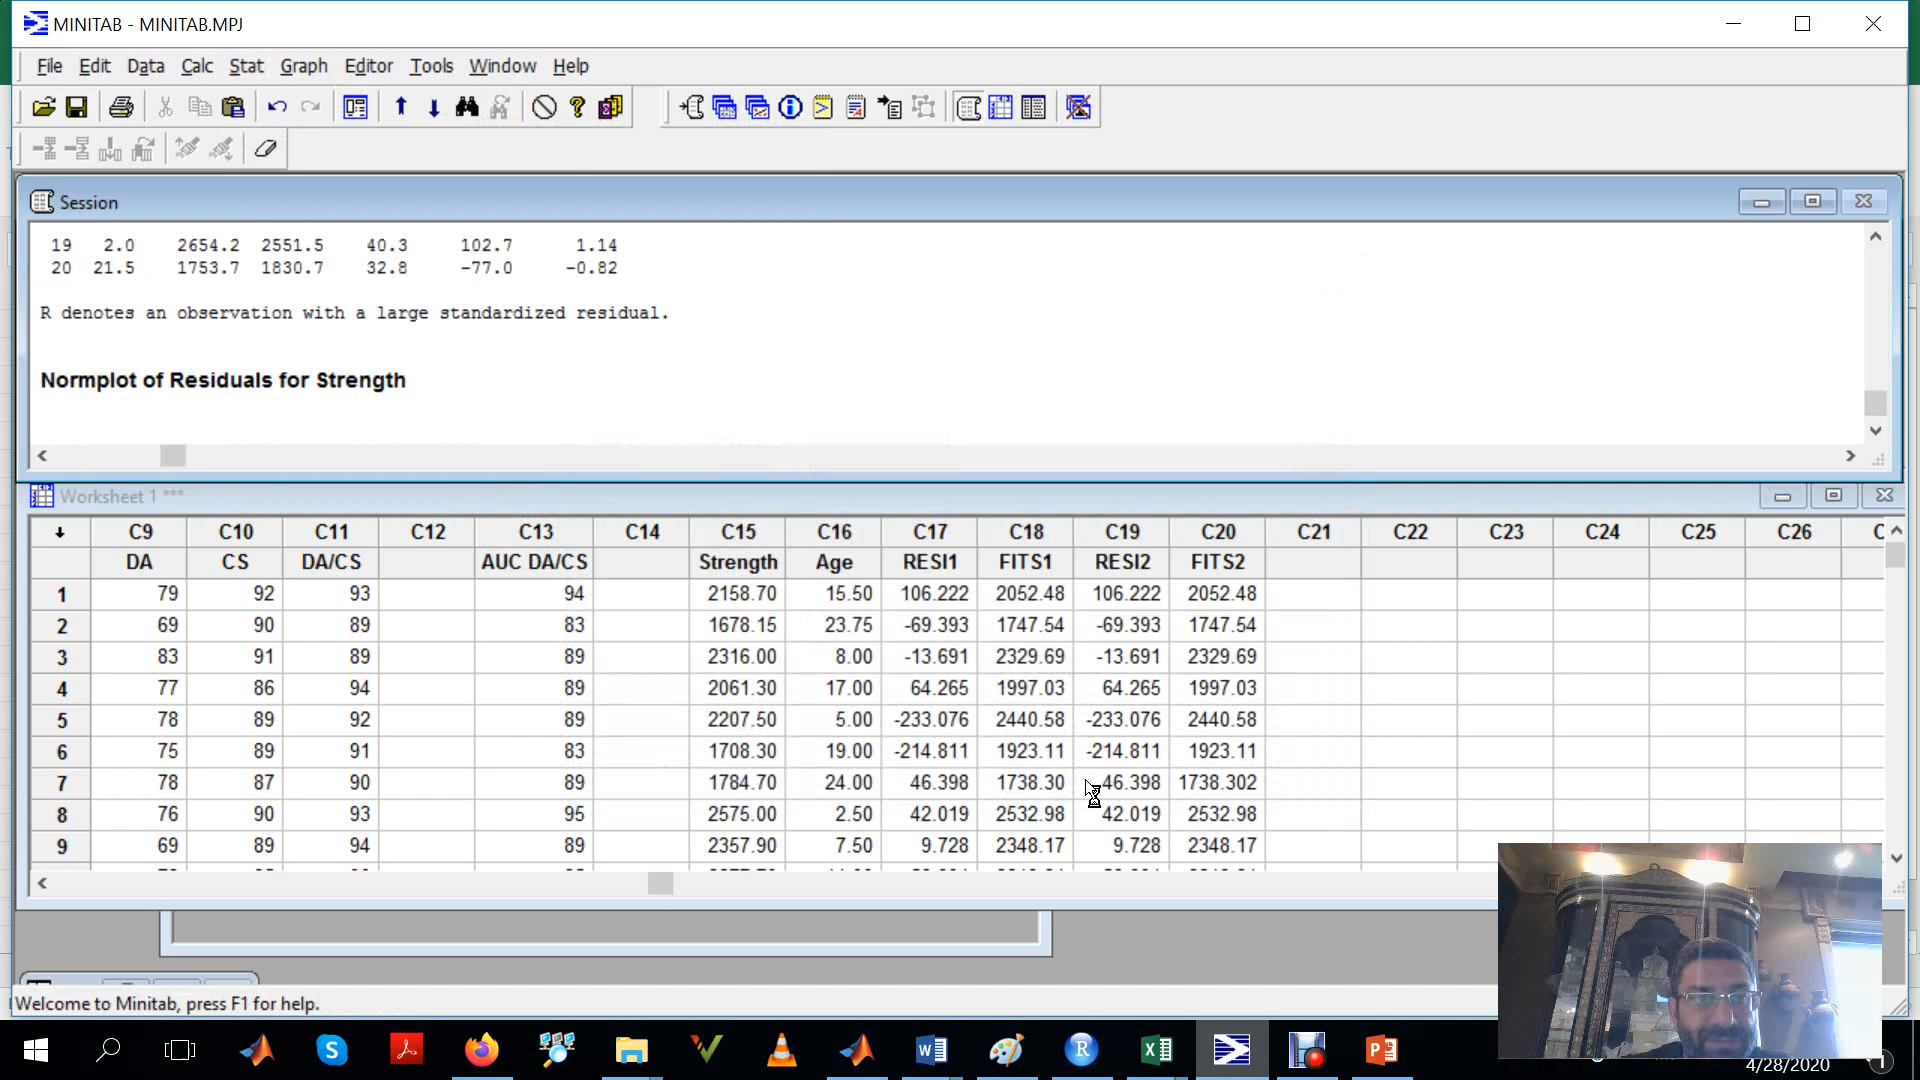 MINITAB - MINITAB.MPJ
File Edit Data Calc Stat Graph Editor Tools Window Help
Session
19 2.0 2654.2 2551.5 40.3 102.7 1.14
20 21.5 1753.7 1830.7 32.8 -77.0 -0.82
R denotes an observation with a large standardized residual.
Normplot of Residuals for Strength
Worksheet 1 ***
C9 C10 C11 C12 C13 C14 C15 C16 C17 C18 C19 C20 C21 C22 C23 C24 C25 C26
DA CS DA/CS AUC DA/CS Strength Age RESI1 FITS1 RESI2 FITS2
1 79 92 93 94 2158.70 15.50 106.222 2052.48 106.222 2052.48
2 69 90 89 83 1678.15 23.75 -69.393 1747.54 -69.393 1747.54
3 83 91 89 89 2316.00 8.00 -13.691 2329.69 -13.691 2329.69
4 77 86 94 89 2061.30 17.00 64.265 1997.03 64.265 1997.03
5 78 89 92 89 2207.50 5.00 -233.076 2440.58 -233.076 2440.58
6 75 89 91 83 1708.30 19.00 -214.811 1923.11 -214.811 1923.11
7 78 87 90 89 1784.70 24.00 46.398 1738.30 46.398 1738.302
8 76 90 93 95 2575.00 2.50 42.019 2532.98 42.019 2532.98
9 69 89 94 89 2357.90 7.50 9.728 2348.17 9.728 2348.17
Welcome to Minitab, press F1 for help.
4/28/2020